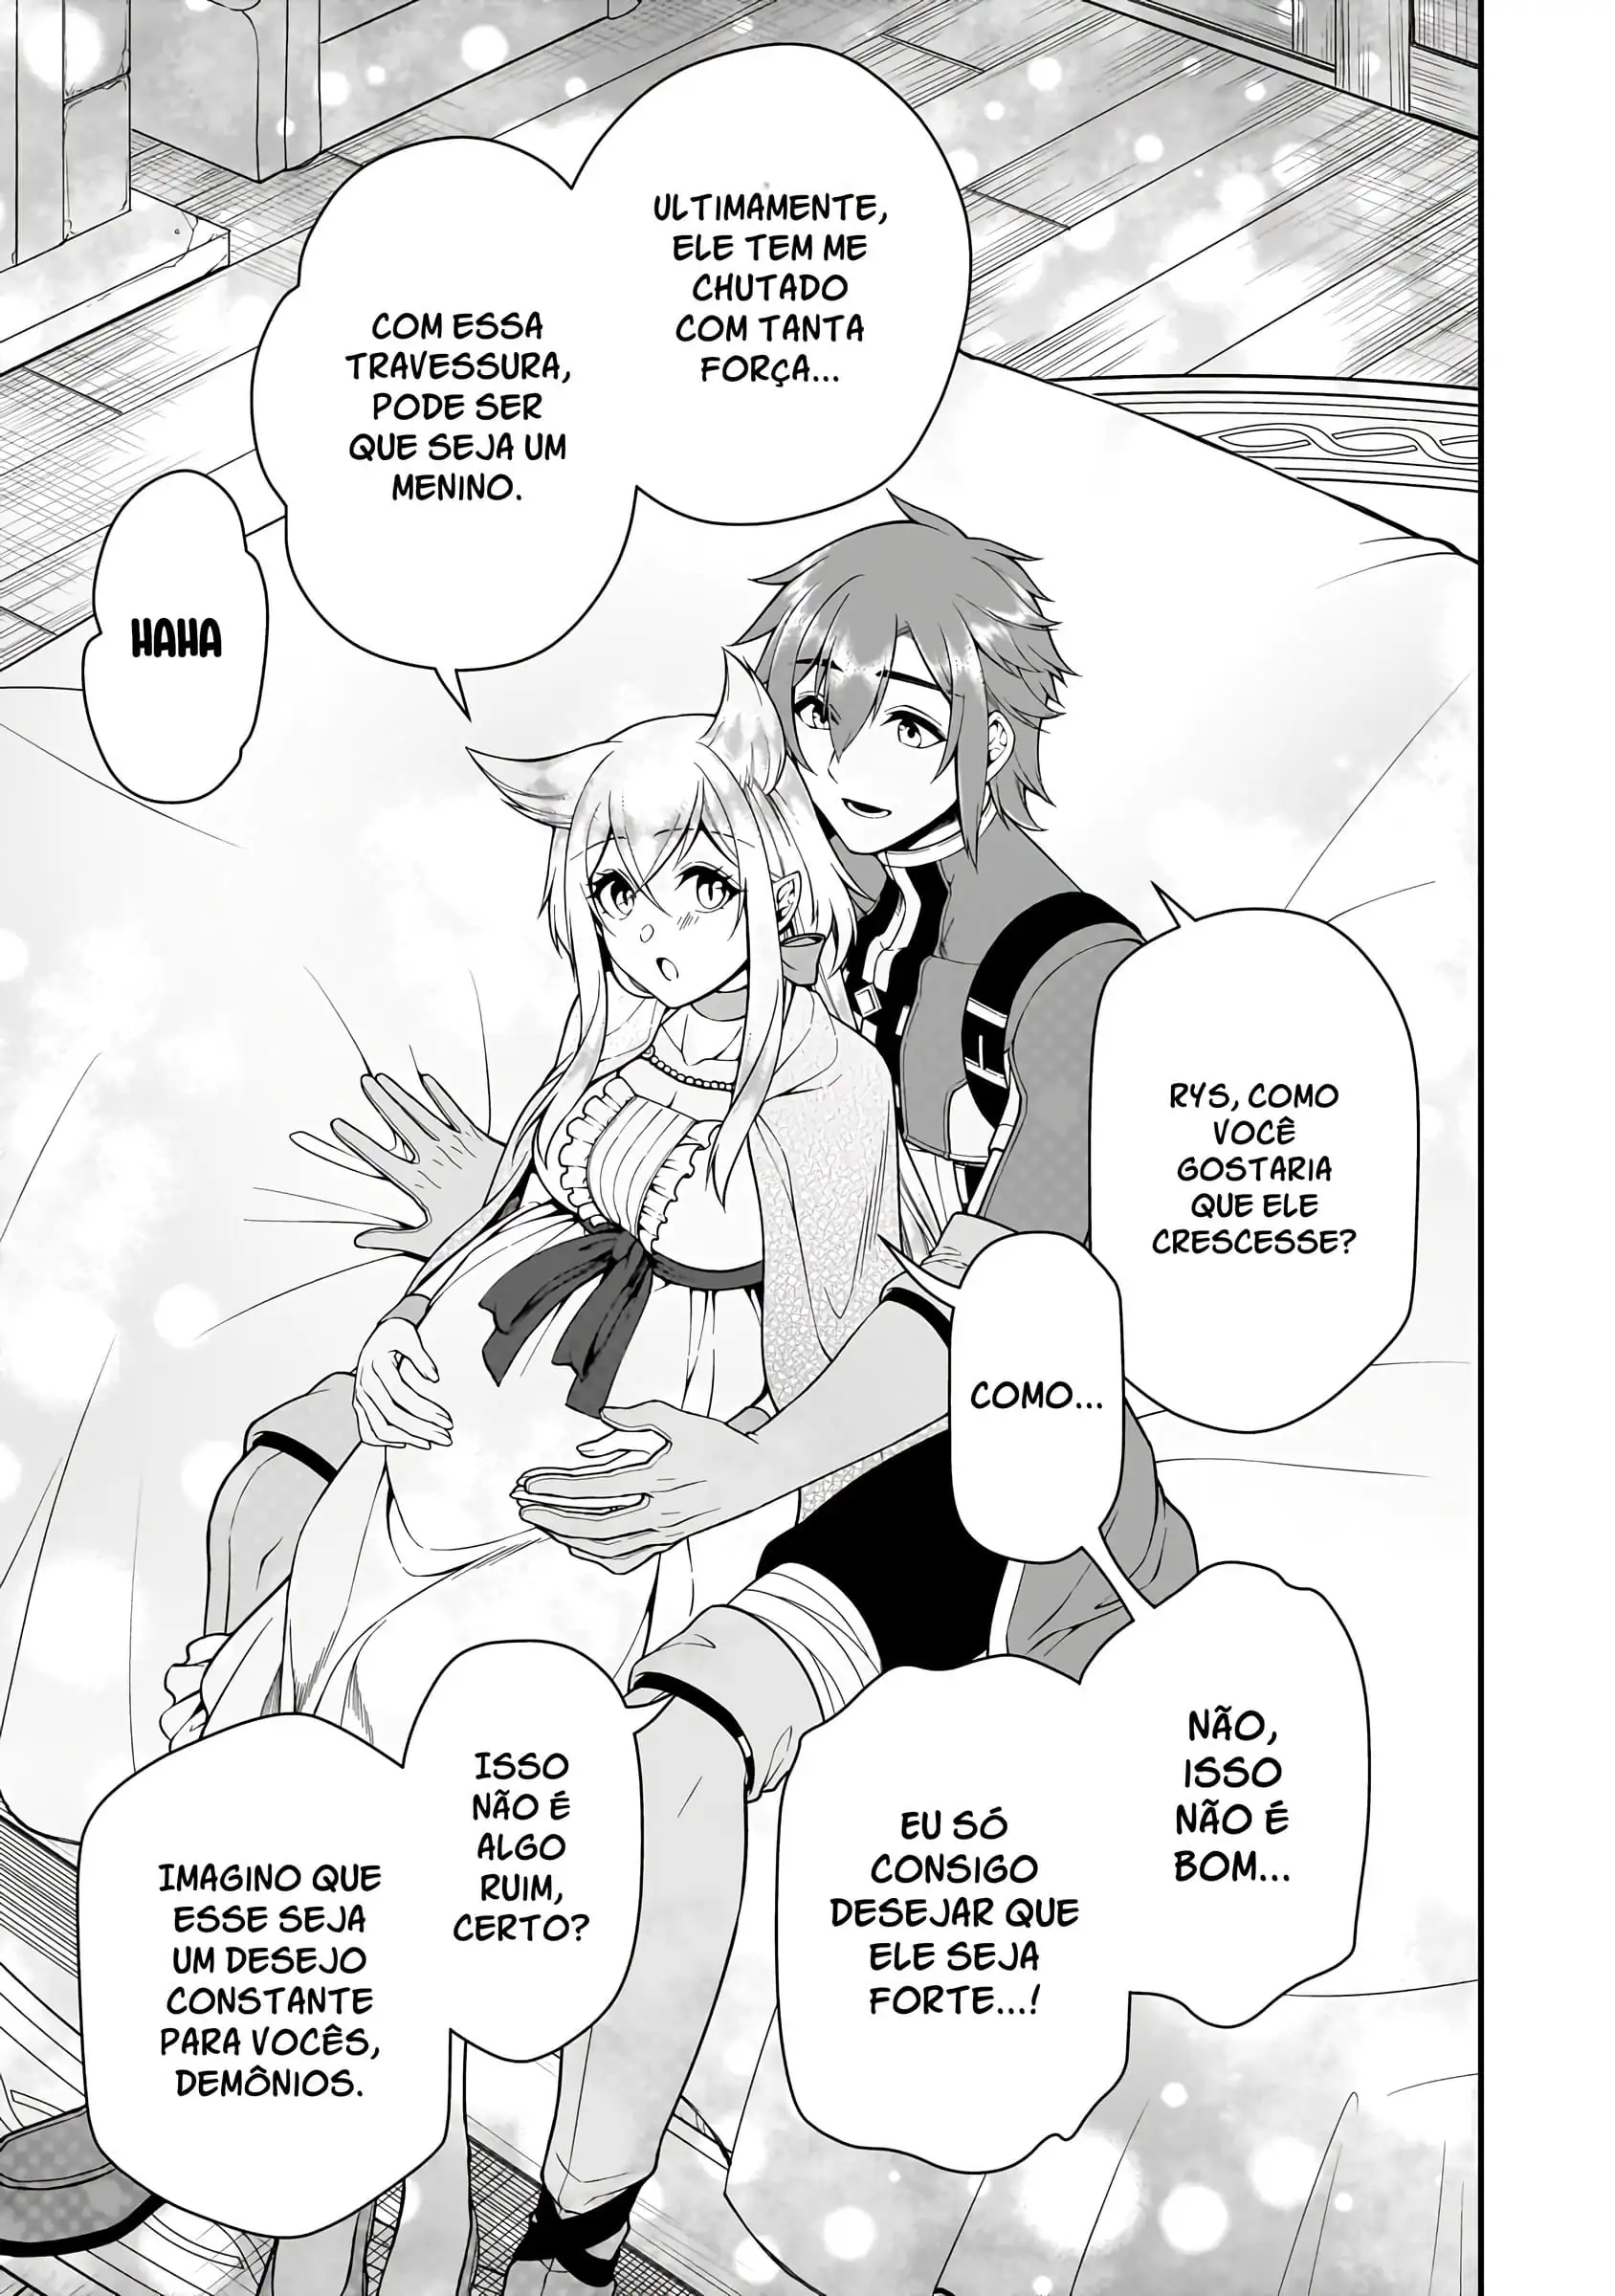 ULTIMAMENTE,
ELE TEM ME
CHUTADO
COM TANTA
FORÇA...
COM ESSA
TRAVESSURA,
PODE SER
QUE SEJA UM
MENINO.
HAHA
RYS, COMO
VOCÊ
GOSTARIA
QUE ELE
CRESCESSE?
COMO...
NÃO,
ISSO
NÃO É
BOM...
EU SÓ
CONSIGO
DESEJAR QUE
ELE SEJA
FORTE...!
ISSO
NÃO É
ALGO
RUIM,
CERTO?
IMAGINO QUE
ESSE SEJA
UM DESEJO
CONSTANTE
PARA VOCÊS,
DEMÔNIOS.